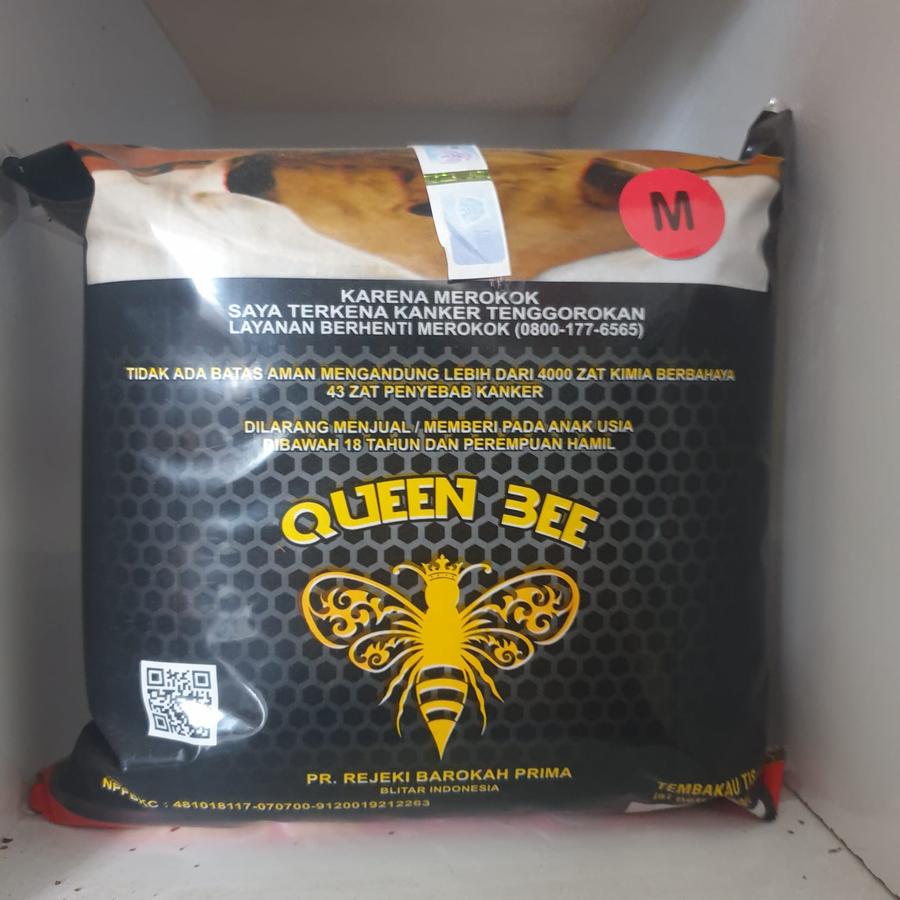 M
KARENA MEROKOK
SAYA TERKENA KANKER TENGGOROKAN
LAYANAN BERHENTI MEROKOK (0800-177-6565)
TIDAK ADA BATAS AMAN MENGANDUNG LEBIH DARI 4000 ZAT KIMIA BERBAHAYA
43 ZAT PENYEBAB KANKER
DILARANG MENJUAL / MEMBERI PADA ANAK USIA
DIBAWAH 18 TAHUN DAN PEREMPUAN HAMIL
QUEEN BEE
PR. REJEKI BAROKAH PRIMA
BLITAR INDONESIA
NPPBKC : 481018117-070700-9120019212263
TEMBAKAU